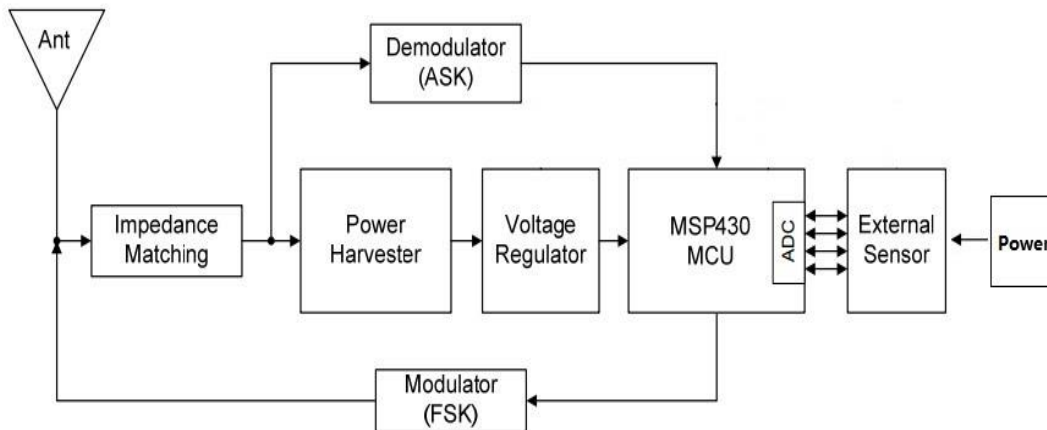 Ant
Demodulator
(ASK)
Impedance
Matching
Power
Harvester
Voltage
Regulator
MSP430
MCU
ADC
External
Sensor
Power
Modulator
(FSK)